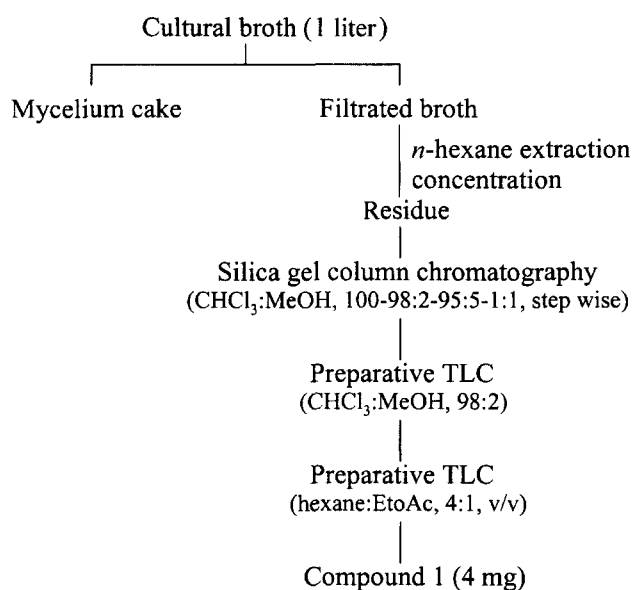 Cultural broth (1 liter)
Mycelium cake
Filtrated broth
n-hexane extraction
concentration
Residue
Silica gel column chromatography
(CHCl₃:MeOH, 100-98:2-95:5-1:1, step wise)
Preparative TLC
(CHCl₃:MeOH, 98:2)
Preparative TLC
(hexane:EtoAc, 4:1, v/v)
Compound 1 (4 mg)